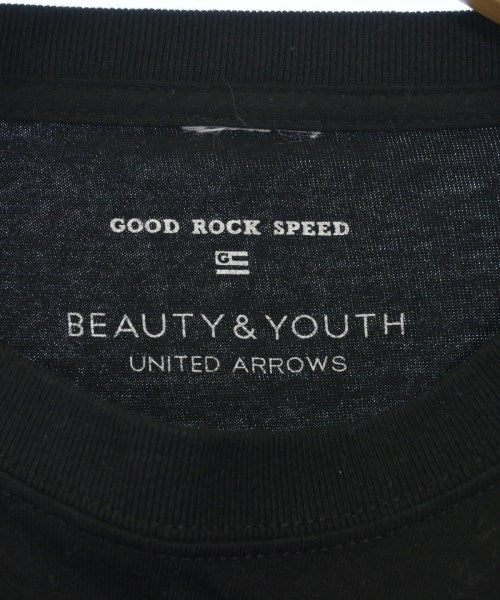 GOOD ROCK SPEED
G
BEAUTY & YOUTH
UNITED ARROWS